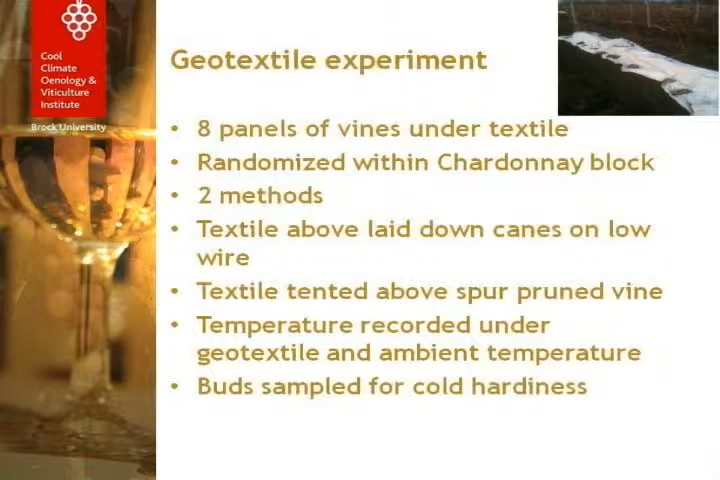 Cool
Climate
Oenology &
Viticulture
Institute
Brock University
Geotextile experiment
• 8 panels of vines under textile
• Randomized within Chardonnay block
• 2 methods
• Textile above laid down canes on low
wire
• Textile tented above spur pruned vine
• Temperature recorded under
geotextile and ambient temperature
• Buds sampled for cold hardiness